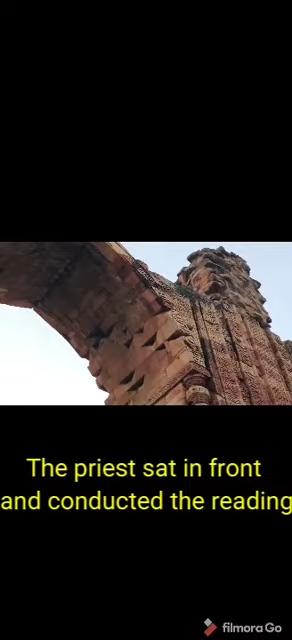 The priest sat in front
and conducted the reading
filmora Go